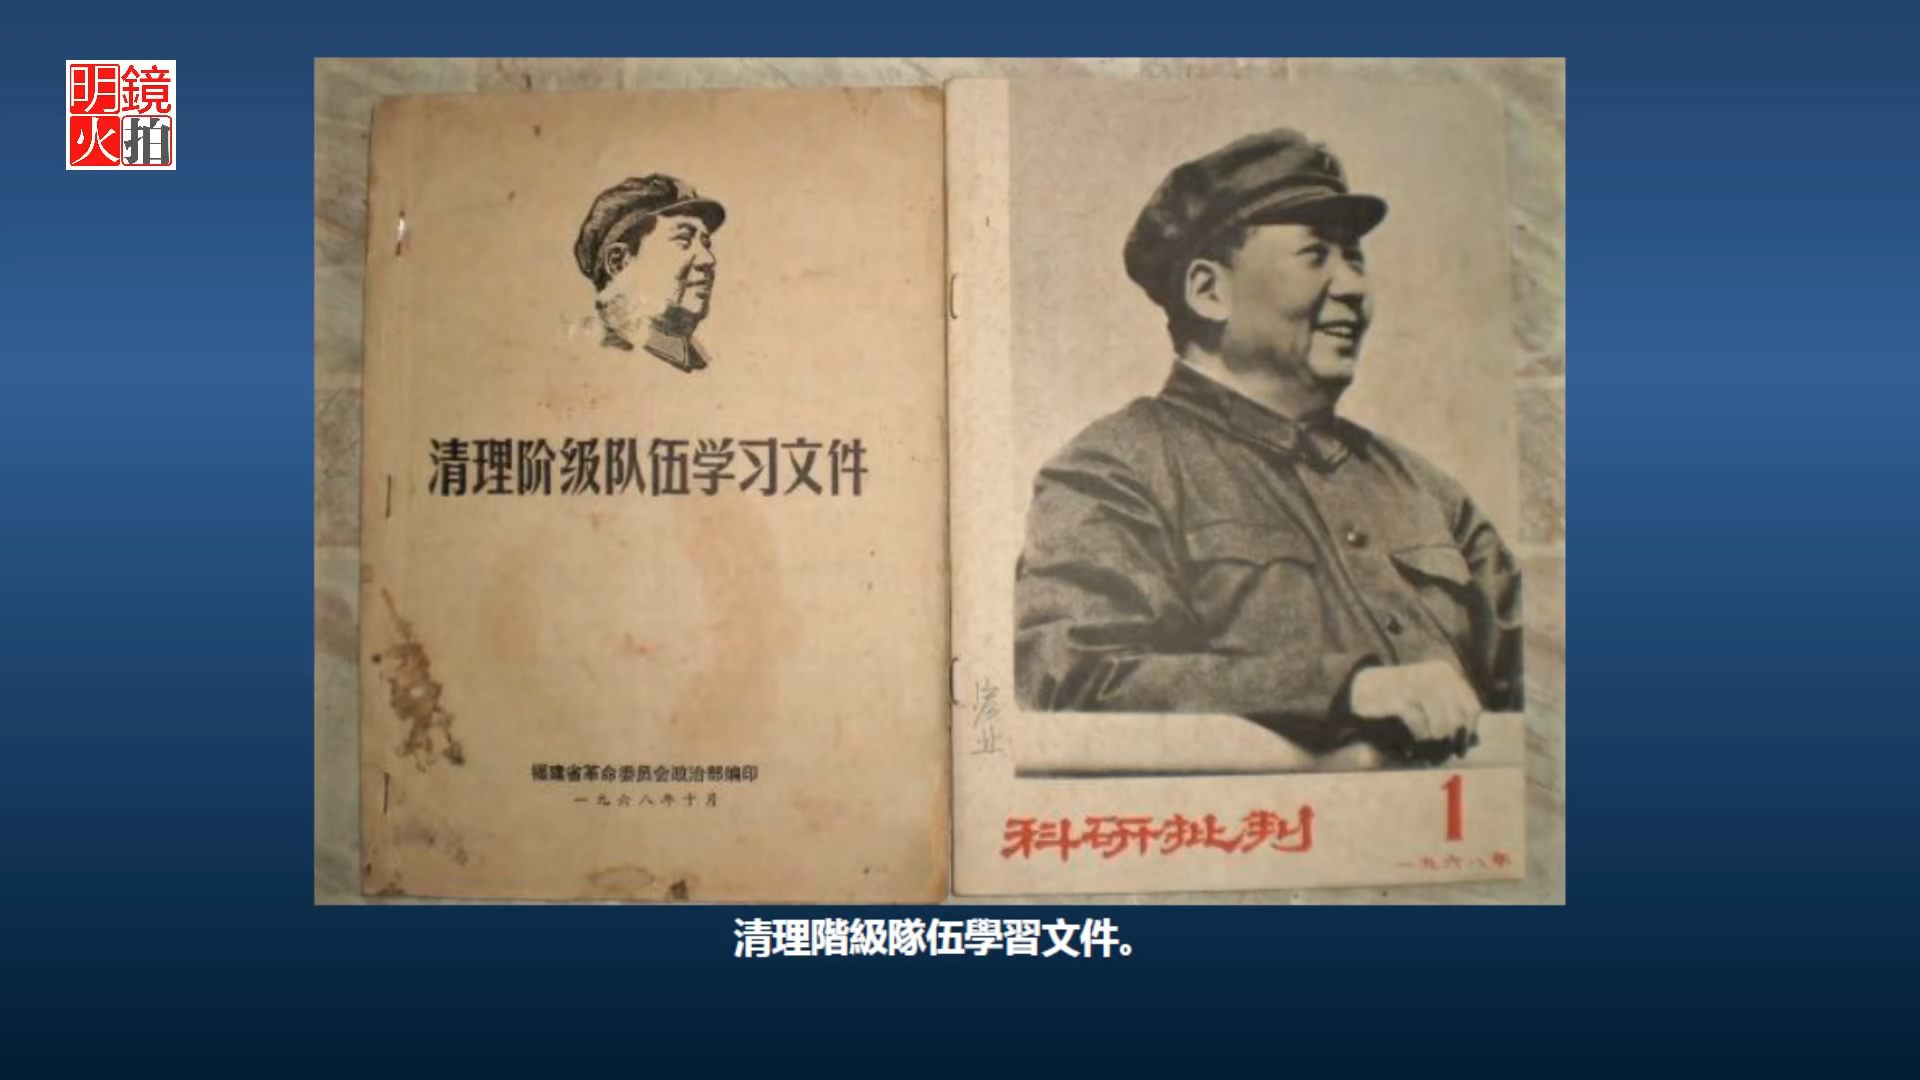 明鏡
火拍
清理阶级队伍学习文件
福建省革命委员会政治部编印
一九六八年十月
科研批判
1
一九六八年
清理階級隊伍學習文件。